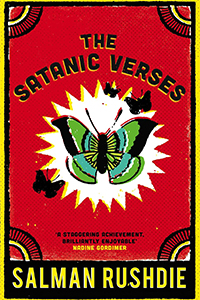 THE
SATANIC VERSES
'A STAGGERING ACHIEVEMENT,
BRILLIANTLY ENJOYABLE'
NADINE GORDIMER
SALMAN RUSHDIE